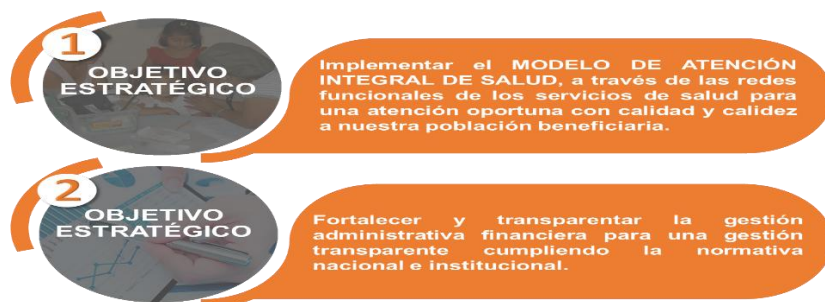 1
OBJETIVO
ESTRATÉGICO
Implementar el MODELO DE ATENCIÓN
INTEGRAL DE SALUD, a través de las redes
funcionales de los servicios de salud para
una atención oportuna con calidad y calidez
a nuestra población beneficiaria.
2
OBJETIVO
ESTRATÉGICO
Fortalecer y transparentar la gestión
administrativa financiera para una gestión
transparente cumpliendo la normativa
nacional e institucional.